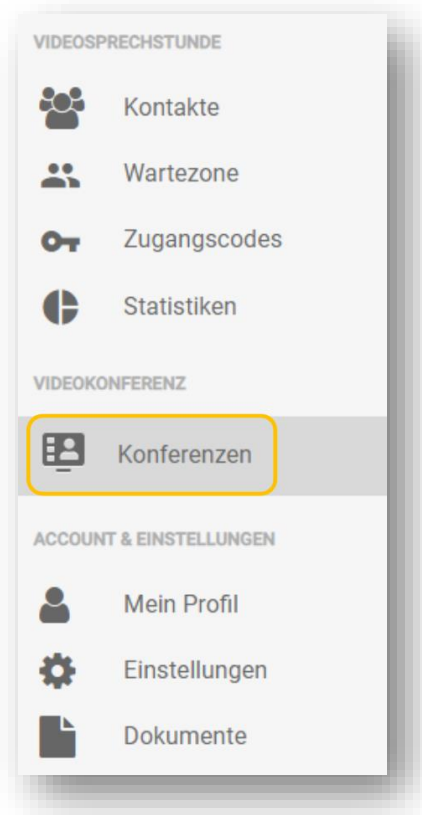 VIDEOSPRECHSTUNDE
Kontakte
Wartezone
Zugangscodes
Statistiken
VIDEOKONFERENZ
Konferenzen
ACCOUNT & EINSTELLUNGEN
Mein Profil
Einstellungen
Dokumente